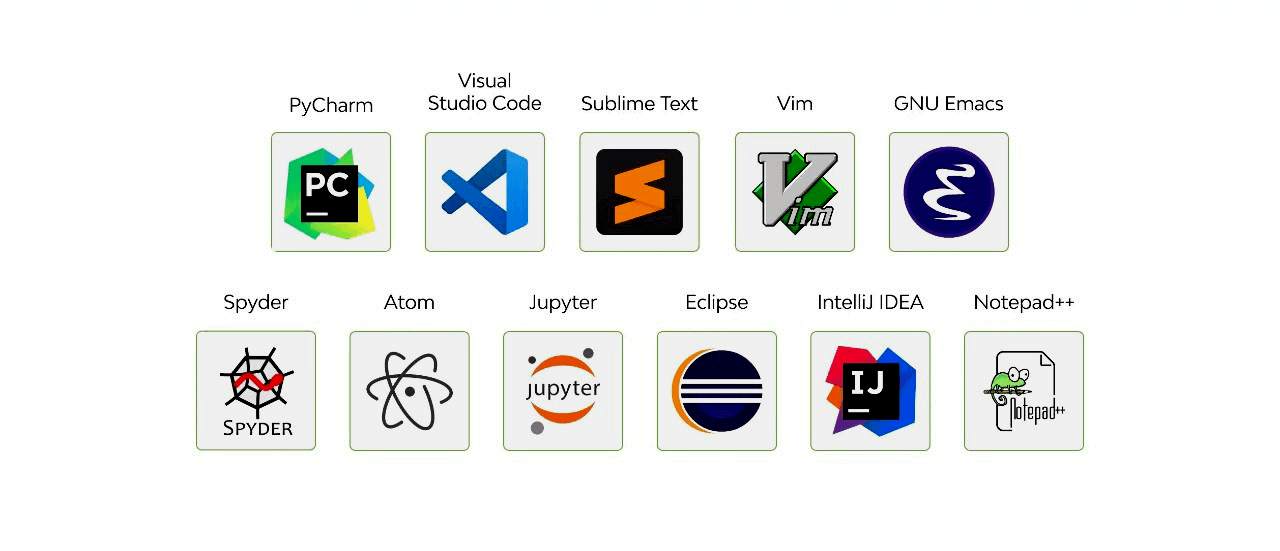 PyCharm
Visual
Studio Code
Sublime Text
Vim
GNU Emacs
PC
Vim
Spyder
Atom
Jupyter
Eclipse
IntelliJ IDEA
Notepad++
SPYDER
jupyter
IJ
Notepad++